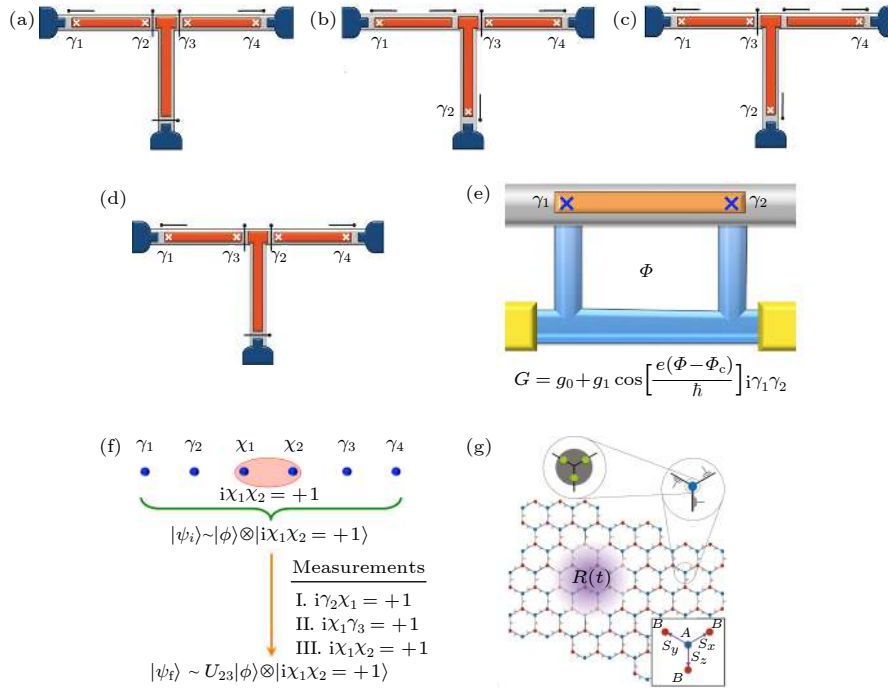 (a)
γ1 γ2 γ3 γ4
(b)
γ1 γ3 γ4
γ2
(c)
γ1 γ3 γ4
γ2
(d)
γ1 γ3 γ2 γ4
(e)
γ1 γ2
Φ
G = g0+g1 cos[e(Φ−Φc)/ħ]iγ1γ2
(f)
γ1 γ2 χ1 χ2 γ3 γ4
iχ1χ2 = +1
|ψi⟩~|ϕ⟩⊗|iχ1χ2 = +1⟩
Measurements
I. iγ2χ1 = +1
II. iχ1γ3 = +1
III. iχ1χ2 = +1
|ψf⟩ ~ U23|ϕ⟩⊗|iχ1χ2 = +1⟩
(g)
R(t)
B A B
Sy Sx
Sz
B